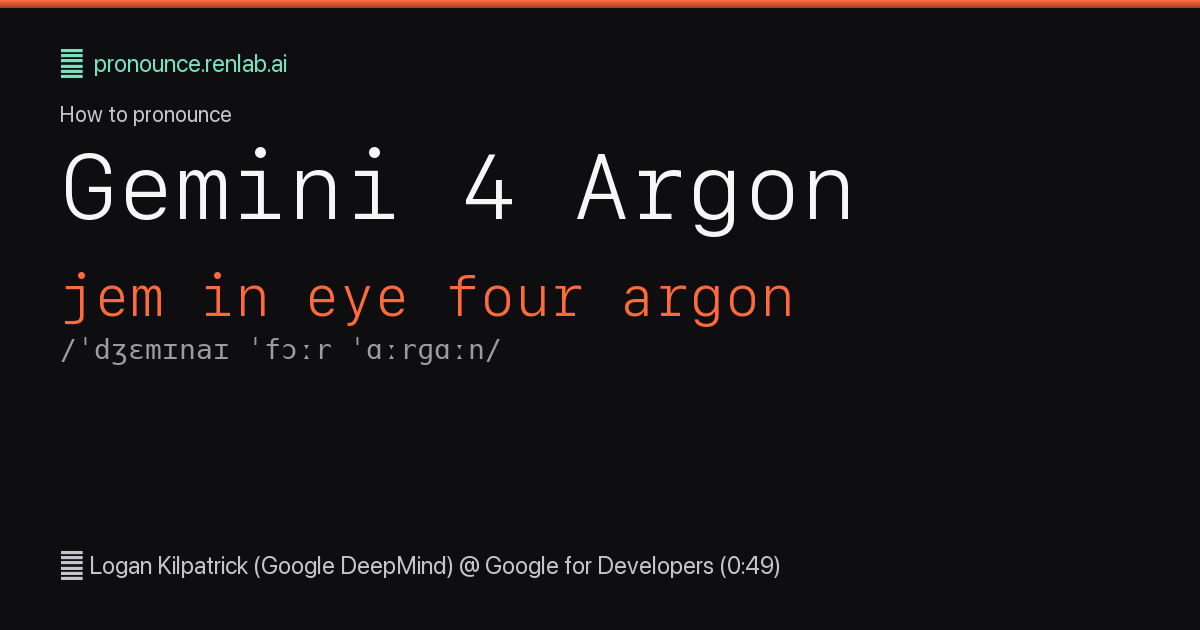 pronounce.renlab.ai
How to pronounce
Gemini 4 Argon
jem in eye four argon
/ˈdʒɛmɪnaɪ ˈfɔːr ˈɑːrɡɑːn/
Logan Kilpatrick (Google DeepMind) @ Google for Developers (0:49)